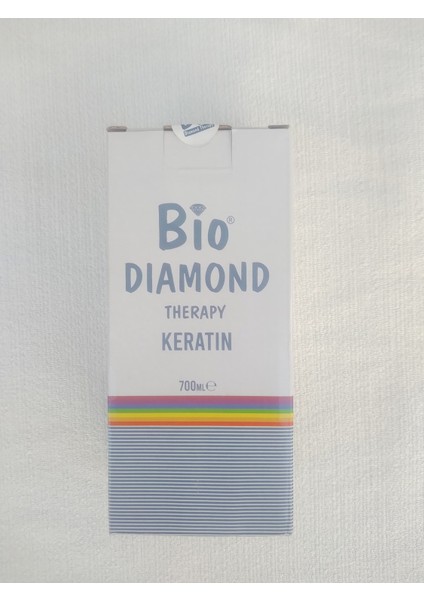 Bio®
DIAMOND
THERAPY
KERATIN
700ML℮